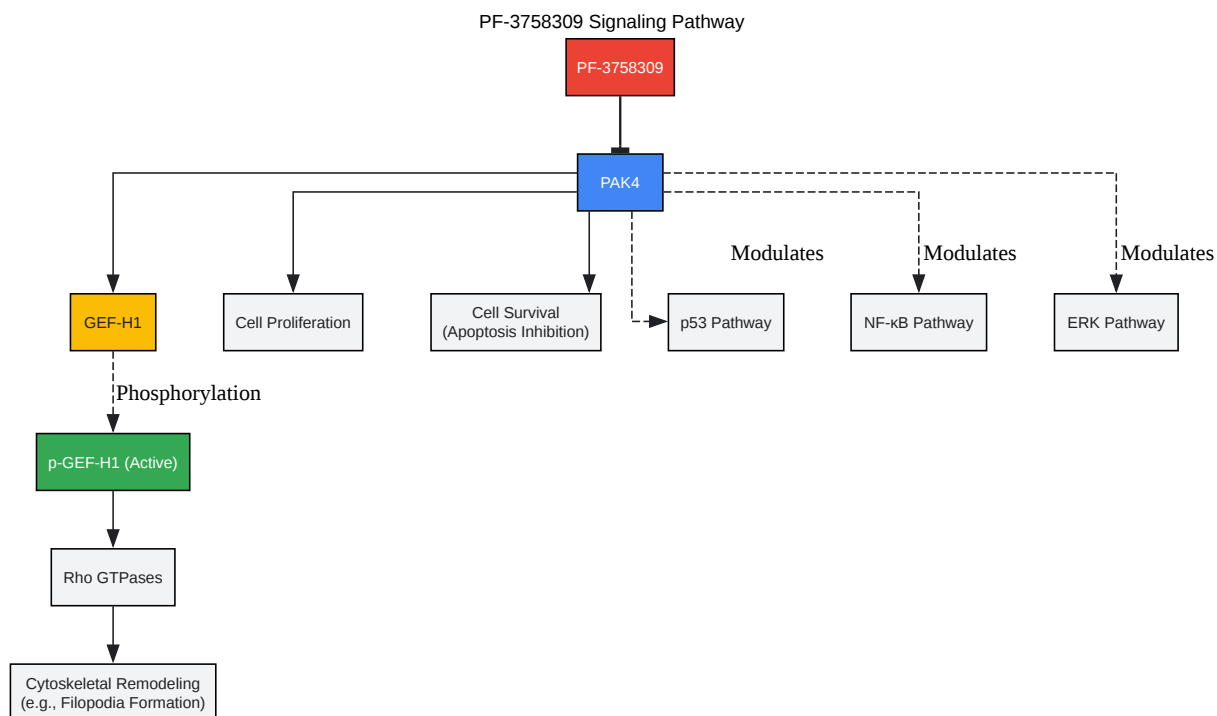 PF-3758309 Signaling Pathway
PF-3758309
PAK4
Modulates
Modulates
Modulates
GEF-H1
Cell Proliferation
Cell Survival
(Apoptosis Inhibition)
p53 Pathway
NF-κB Pathway
ERK Pathway
Phosphorylation
p-GEF-H1 (Active)
Rho GTPases
Cytoskeletal Remodeling
(e.g., Filopodia Formation)